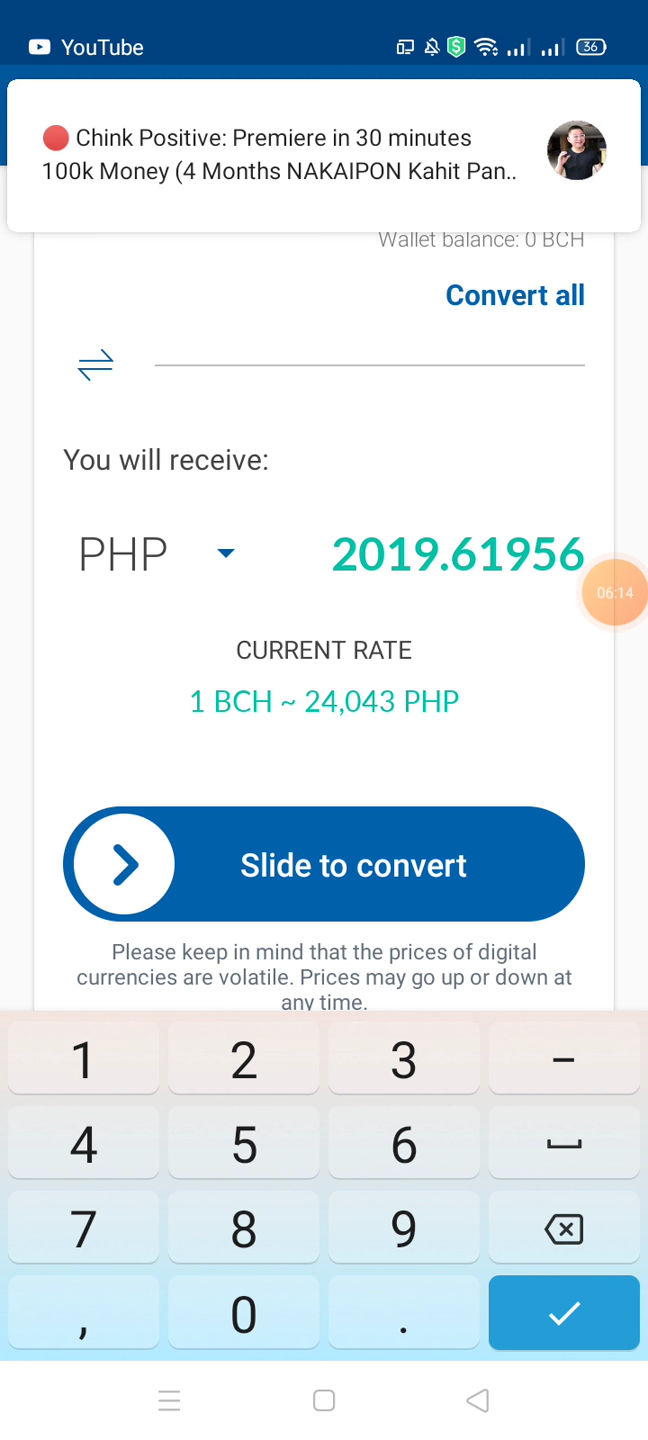 YouTube
36
🔴 Chink Positive: Premiere in 30 minutes
100k Money (4 Months NAKAIPON Kahit Pan..
Wallet balance: 0 BCH
Convert all
You will receive:
PHP 2019.61956
06:14
CURRENT RATE
1 BCH ~ 24,043 PHP
Slide to convert
Please keep in mind that the prices of digital
currencies are volatile. Prices may go up or down at
any time.
1 2 3 -
4 5 6
7 8 9
, 0 .